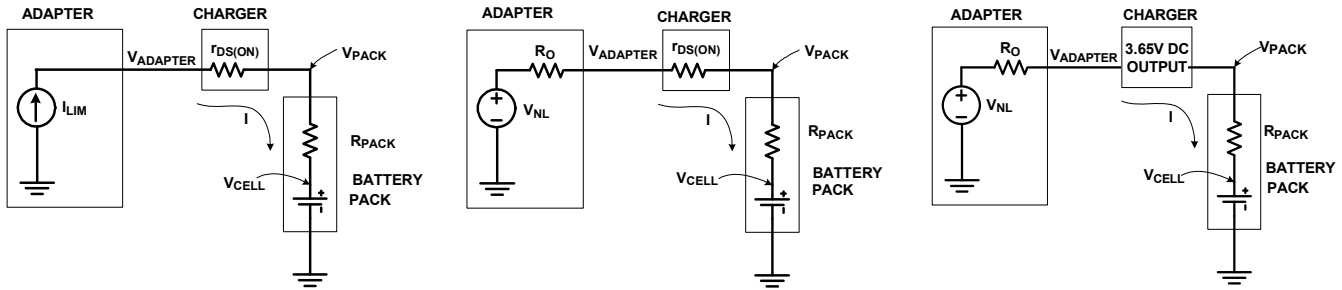 ADAPTER
CHARGER
rDS(ON)
VADAPTER
VPACK
ILIM
I
RPACK
VCELL
+
BATTERY
PACK
ADAPTER
CHARGER
RO
VADAPTER
rDS(ON)
VPACK
+
VNL
I
RPACK
VCELL
+
BATTERY
PACK
ADAPTER
CHARGER
RO
VADAPTER
3.65V DC
OUTPUT
VPACK
+
VNL
I
RPACK
VCELL
+
BATTERY
PACK